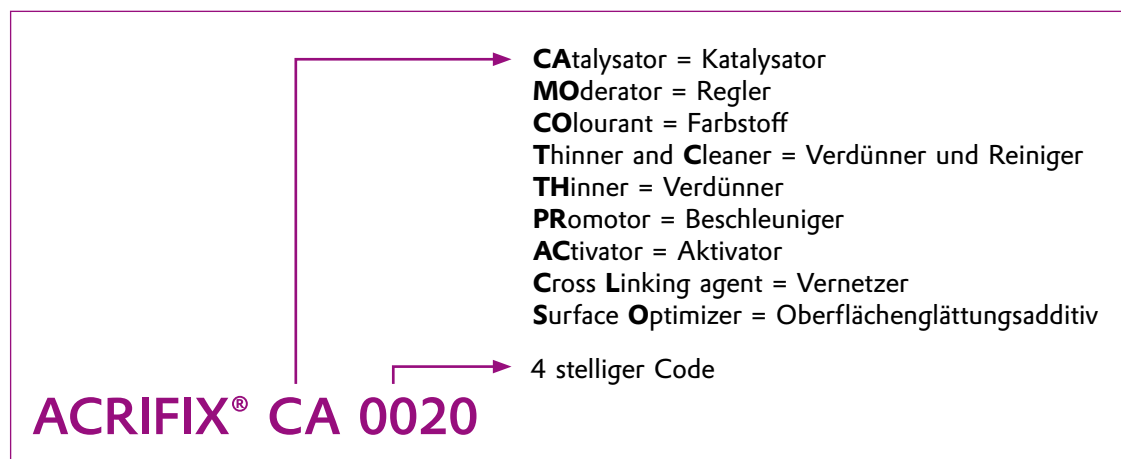 CAtalysator = Katalysator
MOderator = Regler
COlourant = Farbstoff
Thinner and Cleaner = Verdünner und Reiniger
THinner = Verdünner
PRomotor = Beschleuniger
ACtivator = Aktivator
Cross Linking agent = Vernetzer
Surface Optimizer = Oberflächenglättungsadditiv
4 stelliger Code
ACRIFIX® CA 0020